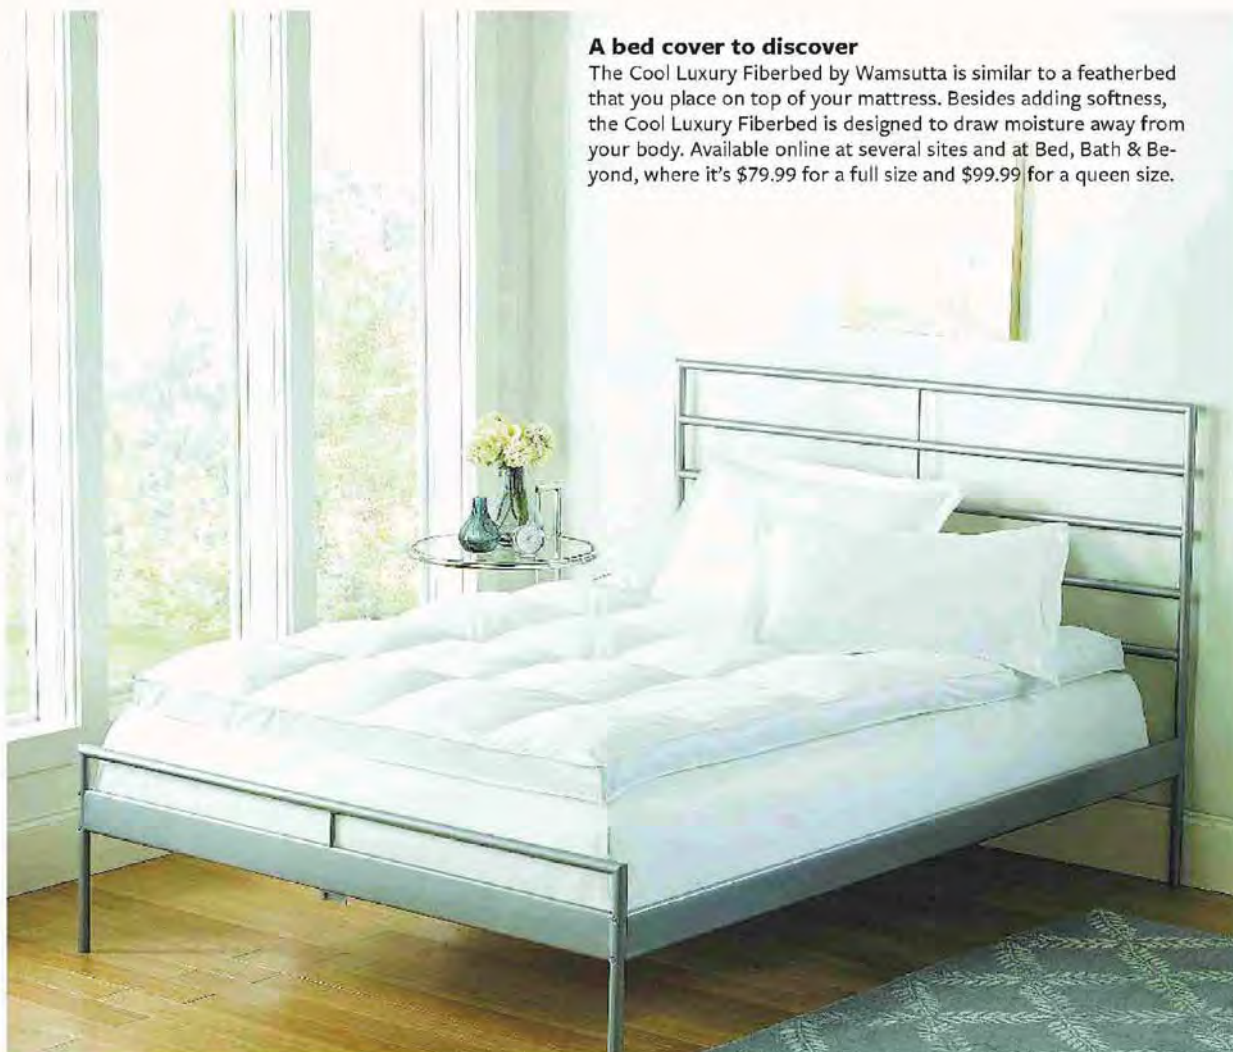 A bed cover to discover
The Cool Luxury Fiberbed by Wamsutta is similar to a featherbed
that you place on top of your mattress. Besides adding softness,
the Cool Luxury Fiberbed is designed to draw moisture away from
your body. Available online at several sites and at Bed, Bath & Be-
yond, where it's $79.99 for a full size and $99.99 for a queen size.